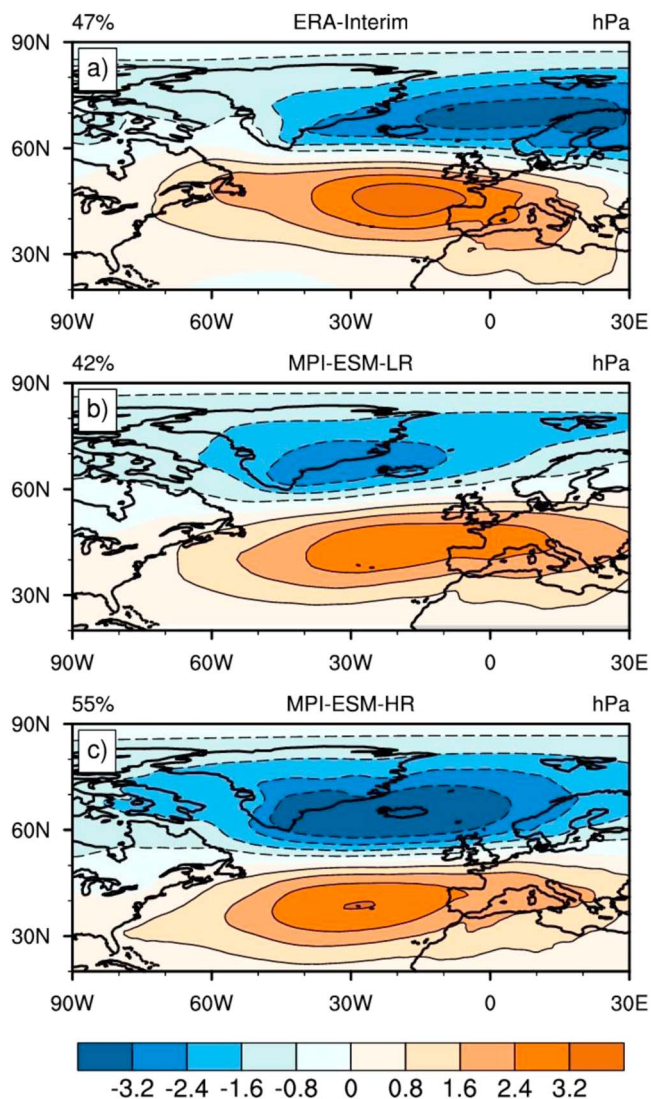 47% ERA-Interim hPa
90N
a)
60N
30N
90W 60W 30W 0 30E
42% MPI-ESM-LR hPa
90N
b)
60N
30N
90W 60W 30W 0 30E
55% MPI-ESM-HR hPa
90N
c)
60N
30N
90W 60W 30W 0 30E
-3.2 -2.4 -1.6 -0.8 0 0.8 1.6 2.4 3.2